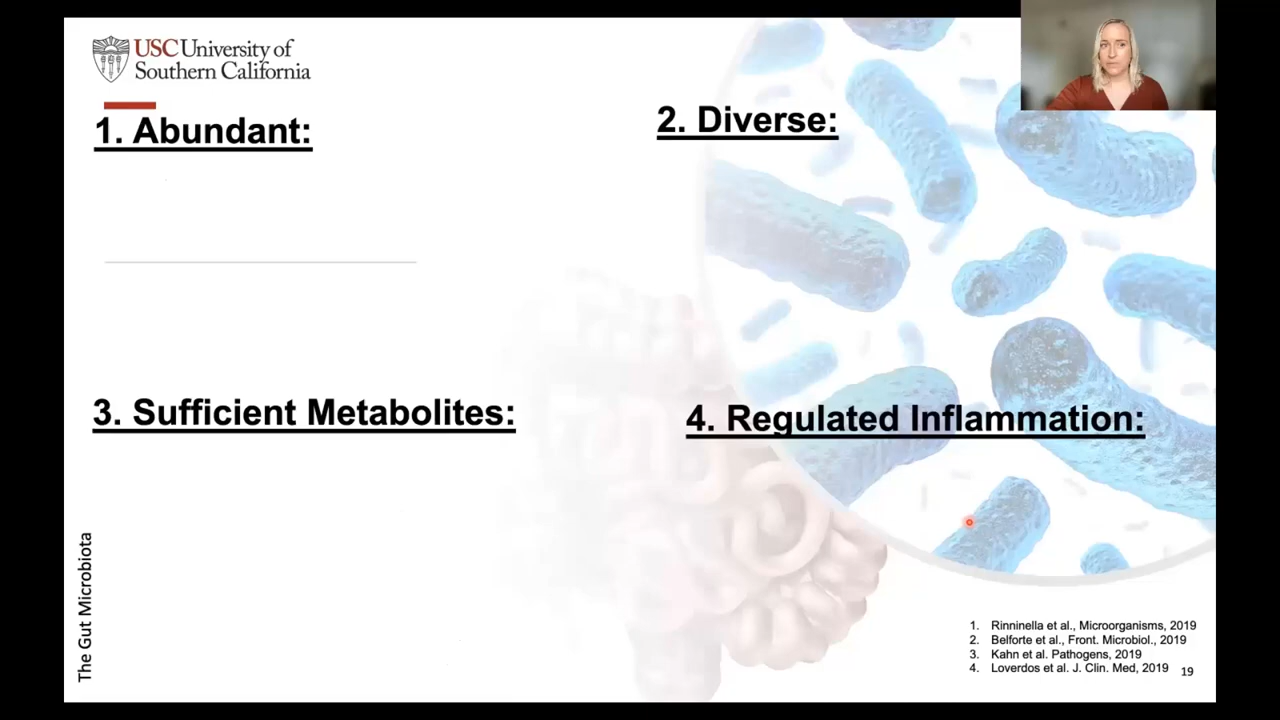 USC University of
Southern California
1. Abundant:
2. Diverse:
3. Sufficient Metabolites:
4. Regulated Inflammation:
The Gut Microbiota
1. Rinninella et al., Microorganisms, 2019
2. Belforte et al., Front. Microbiol., 2019
3. Kahn et al. Pathogens, 2019
4. Loverdos et al. J. Clin. Med, 2019
19